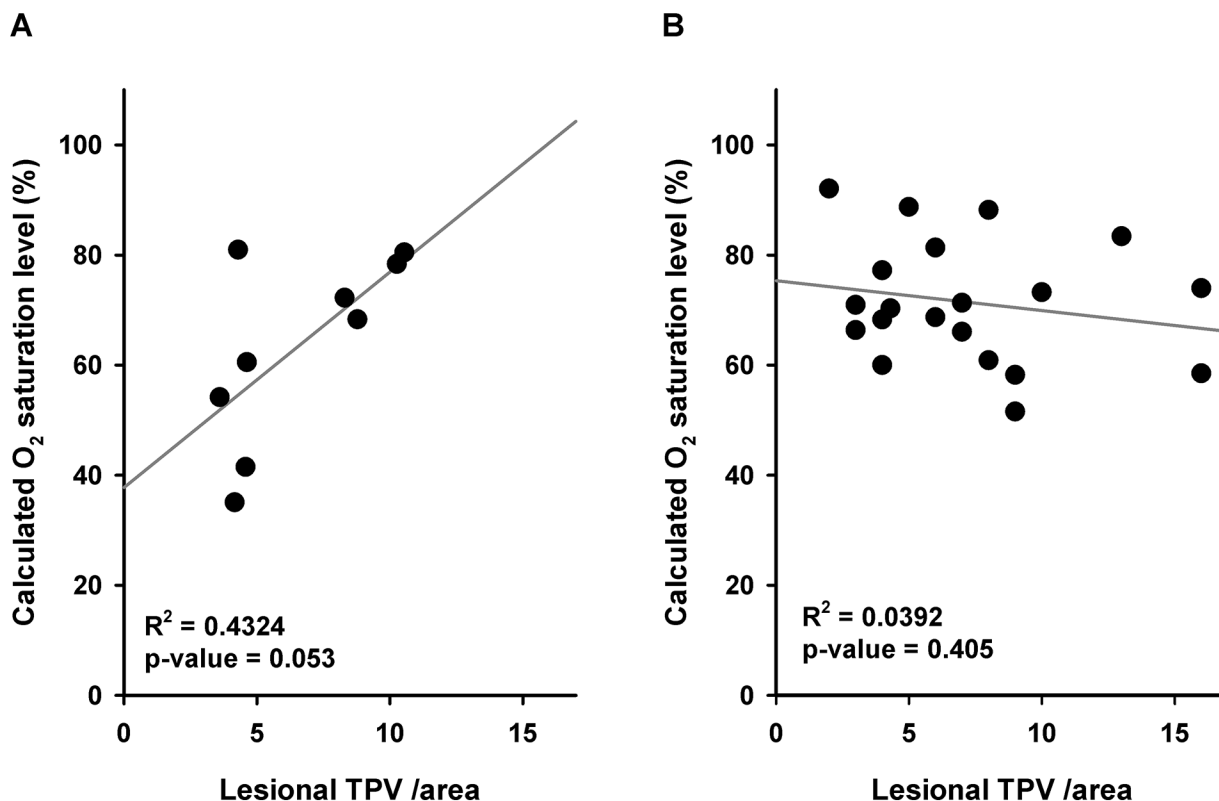 A
Calculated O₂ saturation level (%)
100
80
60
40
20
0
R² = 0.4324
p-value = 0.053
0 5 10 15
Lesional TPV /area
B
Calculated O₂ saturation level (%)
100
80
60
40
20
0
R² = 0.0392
p-value = 0.405
0 5 10 15
Lesional TPV /area